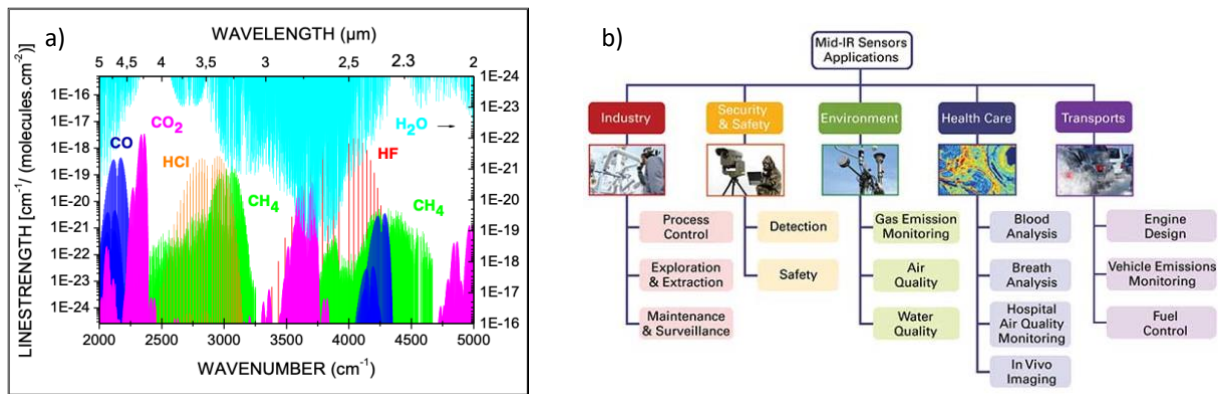 a)
WAVELENGTH (µm)
5 4,5 4 3,5 3 2,5 2.3 2
LINESTRENGTH [cm⁻¹/ (molecules.cm⁻²)]
1E-16
1E-17
1E-18
1E-19
1E-20
1E-21
1E-22
1E-23
1E-24
CO
CO₂
HCl
CH₄
H₂O
HF
CH₄
1E-24
1E-23
1E-22
1E-21
1E-20
1E-19
1E-18
1E-17
1E-16
2000 2500 3000 3500 4000 4500 5000
WAVENUMBER (cm⁻¹)
b)
Mid-IR Sensors
Applications
Industry
Process
Control
Exploration
& Extraction
Maintenance
& Surveillance
Security
& Safety
Detection
Safety
Environment
Gas Emission
Monitoring
Air
Quality
Water
Quality
Health Care
Blood
Analysis
Breath
Analysis
Hospital
Air Quality
Monitoring
In Vivo
Imaging
Transports
Engine
Design
Vehicle Emissions
Monitoring
Fuel
Control